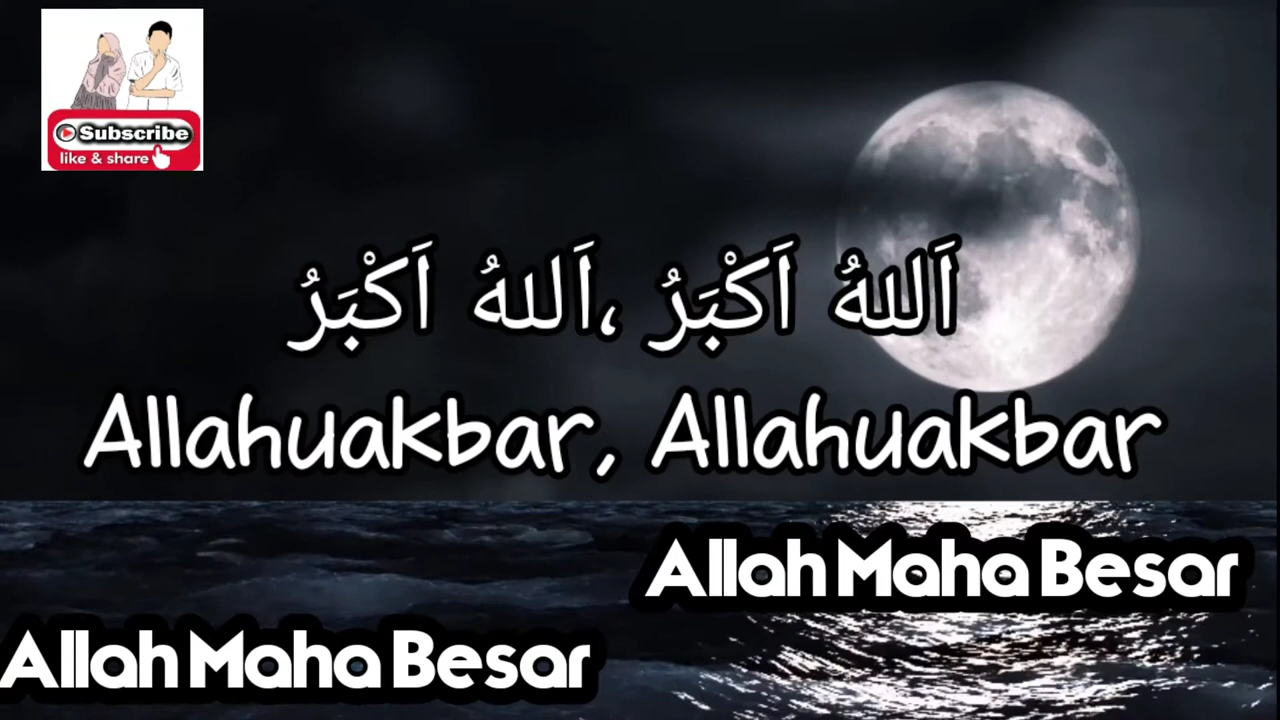 Subscribe
like & share
اَللهُ اَكْبَرُ ،اَللهُ اَكْبَرُ
Allahuakbar, Allahuakbar
Allah Maha Besar
Allah Maha Besar